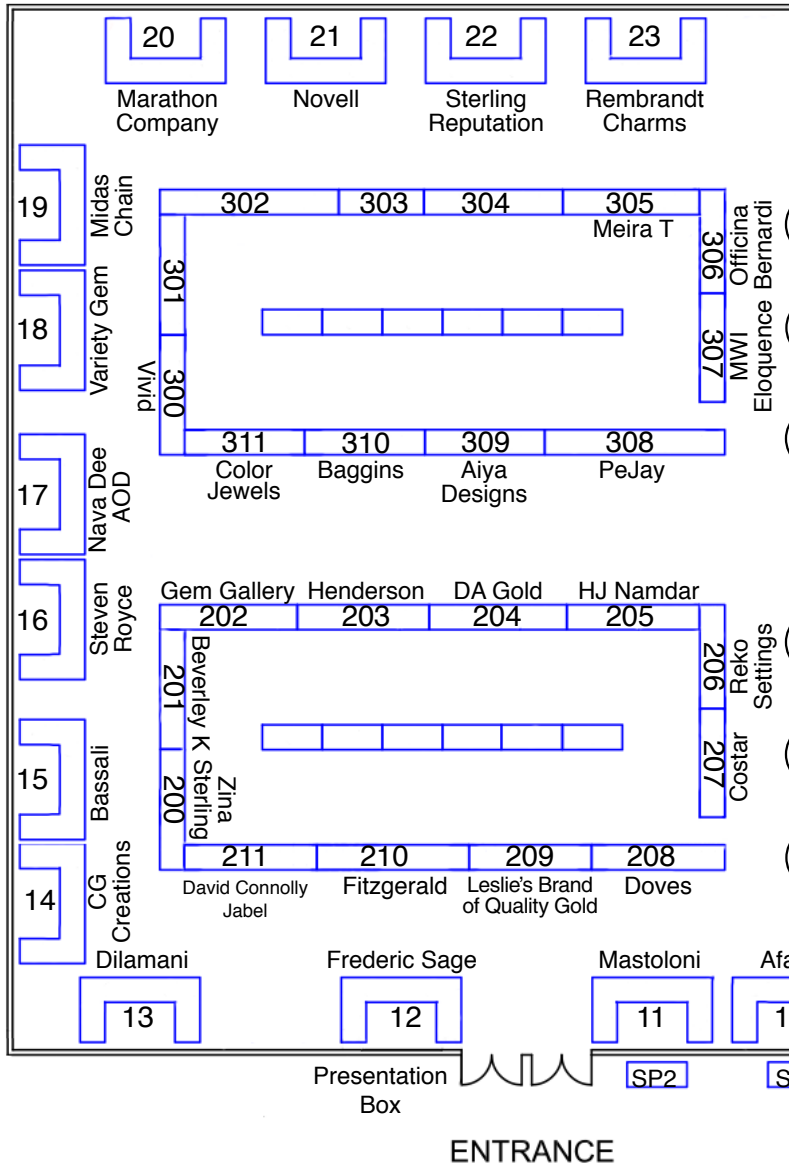 20
21
22
23
Marathon
Company
Novell
Sterling
Reputation
Rembrandt
Charms
19
Midas
Chain
18
Variety Gem
17
Nava Dee
AOD
16
Steven
Royce
15
Bassali
14
CG
Creations
302
303
304
305
Meira T
306
Officina
Bernardi
307
MWI
Eloquence
301
300
Vivid
311
310
309
308
Color
Jewels
Baggins
Aiya
Designs
PeJay
Gem Gallery
Henderson
DA Gold
HJ Namdar
202
203
204
205
206
Reko
Settings
207
Costar
201
Beverley K
200
Zina
Sterling
211
210
209
208
David Connolly
Jabel
Fitzgerald
Leslie's Brand
of Quality Gold
Doves
Dilamani
Frederic Sage
Mastoloni
Afa
13
12
11
1
Presentation
Box
SP2
S
ENTRANCE